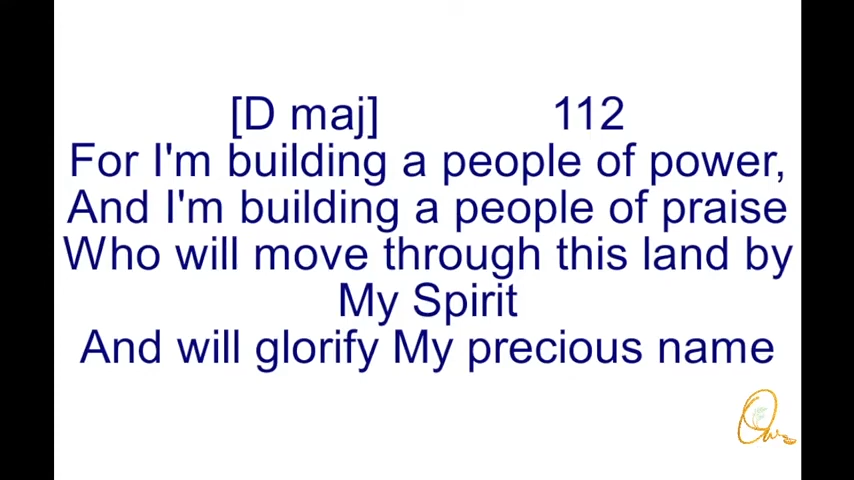 [D maj] 112
For I'm building a people of power,
And I'm building a people of praise
Who will move through this land by
My Spirit
And will glorify My precious name